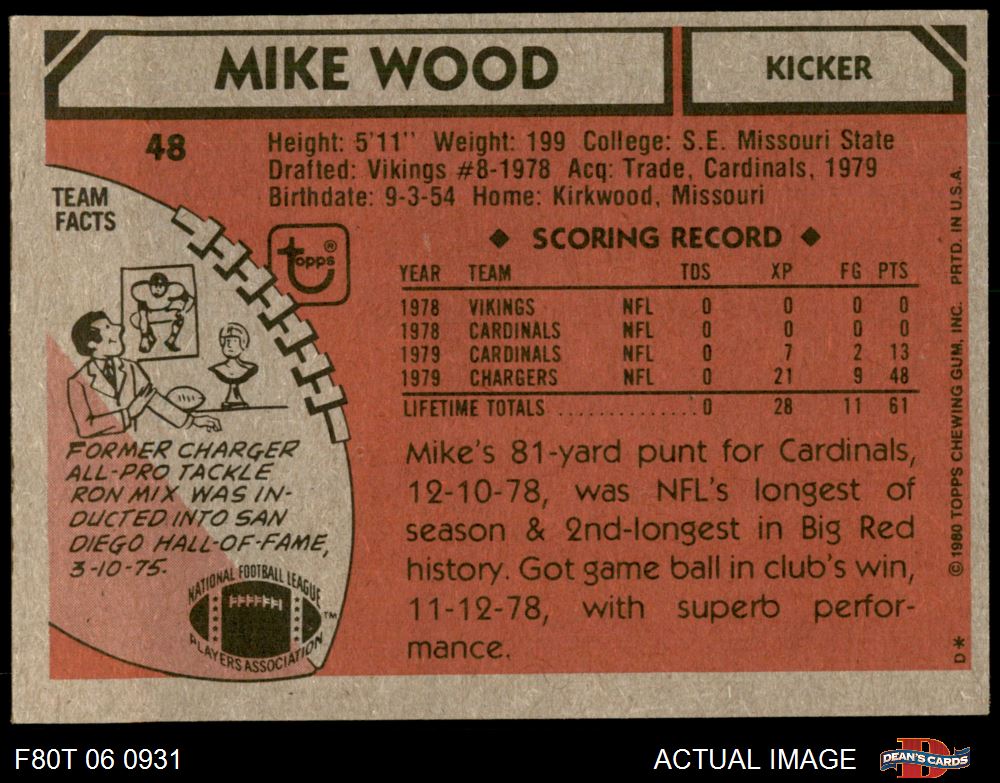 MIKE WOOD
KICKER
48
Height: 5'11" Weight: 199 College: S.E. Missouri State
Drafted: Vikings #8-1978 Acq: Trade, Cardinals, 1979
Birthdate: 9-3-54 Home: Kirkwood, Missouri
TEAM
FACTS
topps®
◆ SCORING RECORD ◆
YEAR TEAM TDS XP FG PTS
1978 VIKINGS NFL 0 0 0 0
1978 CARDINALS NFL 0 0 0 0
1979 CARDINALS NFL 0 7 2 13
1979 CHARGERS NFL 0 21 9 48
LIFETIME TOTALS ............. 0 28 11 61
FORMER CHARGER
ALL-PRO TACKLE
RON MIX WAS IN-
DUCTED INTO SAN
DIEGO HALL-OF-FAME,
3-10-75.
NATIONAL FOOTBALL LEAGUE
PLAYERS ASSOCIATION
TM
Mike's 81-yard punt for Cardinals,
12-10-78, was NFL's longest of
season & 2nd-longest in Big Red
history. Got game ball in club's win,
11-12-78, with superb perfor-
mance.
D* © 1980 TOPPS CHEWING GUM, INC. PRTD. IN U.S.A.
F80T 06 0931
ACTUAL IMAGE
DEAN'S CARDS